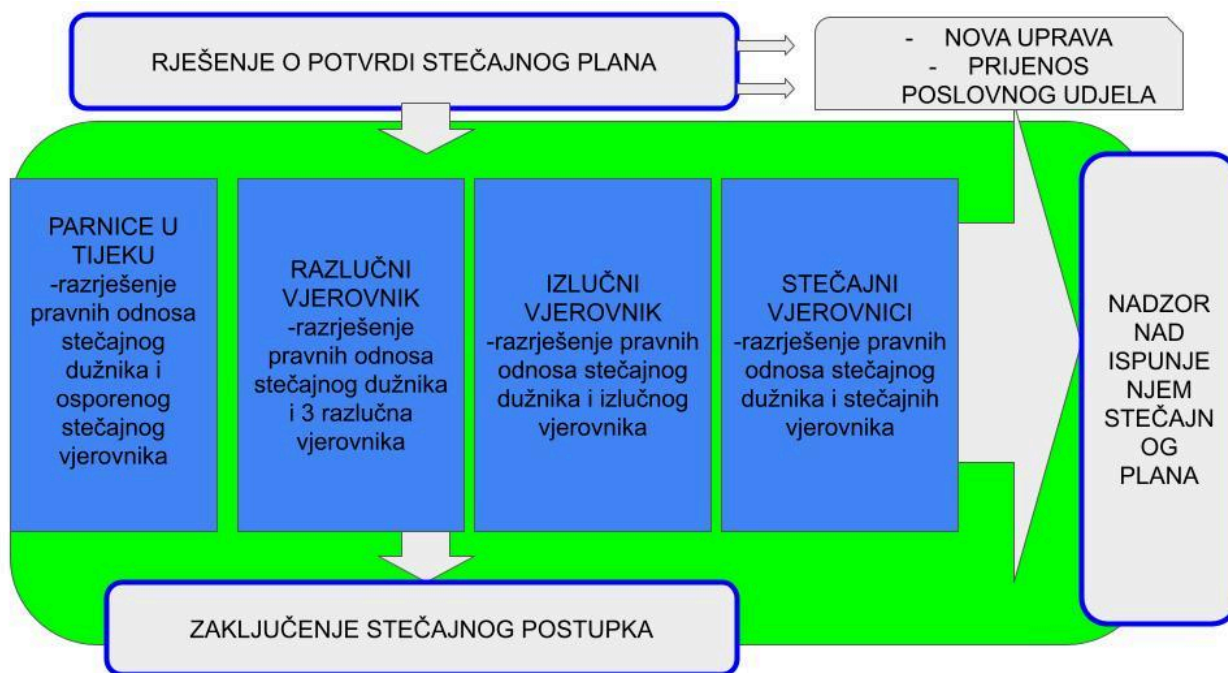 RJEŠENJE O POTVRDI STEČAJNOG PLANA
- NOVA UPRAVA
- PRIJENOS
POSLOVNOG UDJELA
PARNICE U
TIJEKU
-razrješenje
pravnih odnosa
stečajnog
dužnika i
osporenog
stečajnog
vjerovnika
RAZLUČNI
VJEROVNIK
-razrješenje
pravnih odnosa
stečajnog dužnika
i 3 razlučna
vjerovnika
IZLUČNI
VJEROVNIK
-razrješenje pravnih
odnosa stečajnog
dužnika i izlučnog
vjerovnika
STEČAJNI
VJEROVNICI
-razrješenje pravnih
odnosa stečajnog
dužnika i stečajnih
vjerovnika
NADZOR
NAD
ISPUNJE
NJEM
STEČAJN
OG
PLANA
ZAKLJUČENJE STEČAJNOG POSTUPKA